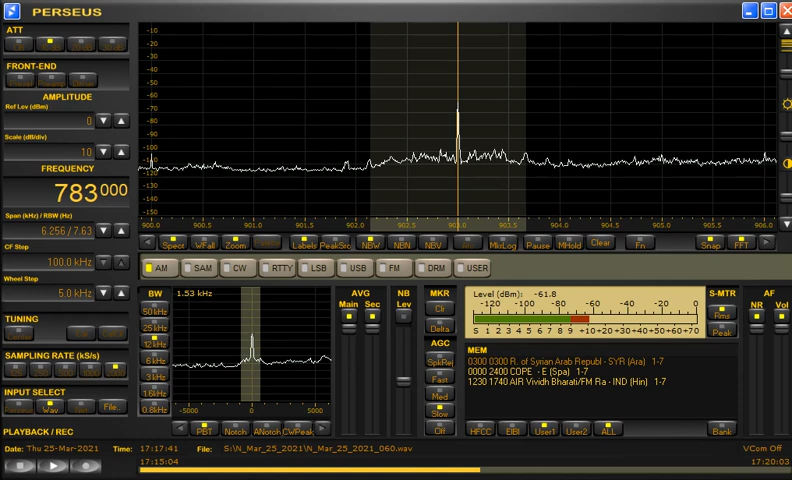 PERSEUS
ATT
FRONT-END
AMPLITUDE
Ref Lev (dBm)
0
Scale (dB/div)
10
FREQUENCY
783000
Span (kHz) / RBW (Hz)
6.256 / 7.63
CF Step
100.0 kHz
Wheel Step
5.0 kHz
TUNING
SAMPLING RATE (kS/s)
INPUT SELECT
Wav
File..
-10
-20
-30
-40
-50
-60
-70
-80
-90
-100
-110
-120
-130
-140
-150
900.0 900.5 901.0 901.5 902.0 902.5 903.0 903.5 904.0 904.5 905.0 905.5 906.0
Spect WFall Zoom Labels PeakSrc NBW NBN NBV MkrLog Pause MHold Clear Fn Snap FFT
AM SAM CW RTTY LSB USB FM DRM USER
BW
50 kHz
25 kHz
12 kHz
6 kHz
3 kHz
1.6kHz
0.8kHz
1.53 kHz
-5000 0 5000
PBT Notch ANotch CWPeak
AVG
Main Sec
NB
Lev
MKR
Clr
Delta
AGC
SpkRej
Fast
Med
Slow
Off
Level (dBm): -61.8
-120 -100 -80 -60 -40 -20 0
S 1 2 3 4 5 6 7 8 9 +10 +20 +30 +40 +50 +60 +70
S-MTR
Rms
Peak
AF
NR Vol
MEM
0300 0300 R. of Syrian Arab Republ - SYR (Ara) 1-7
0000 2400 COPE - E (Spa) 1-7
1230 1740 AIR Vividh Bharati/FM Ra - IND (Hin) 1-7
HFCC EIBI User1 User2 ALL Bank
PLAYBACK / REC
Date: Thu 25-Mar-2021 Time: 17:17:41 File: S:\N_Mar_25_2021\N_Mar_25_2021_060.wav VCom Off
17:15:04 17:20:03